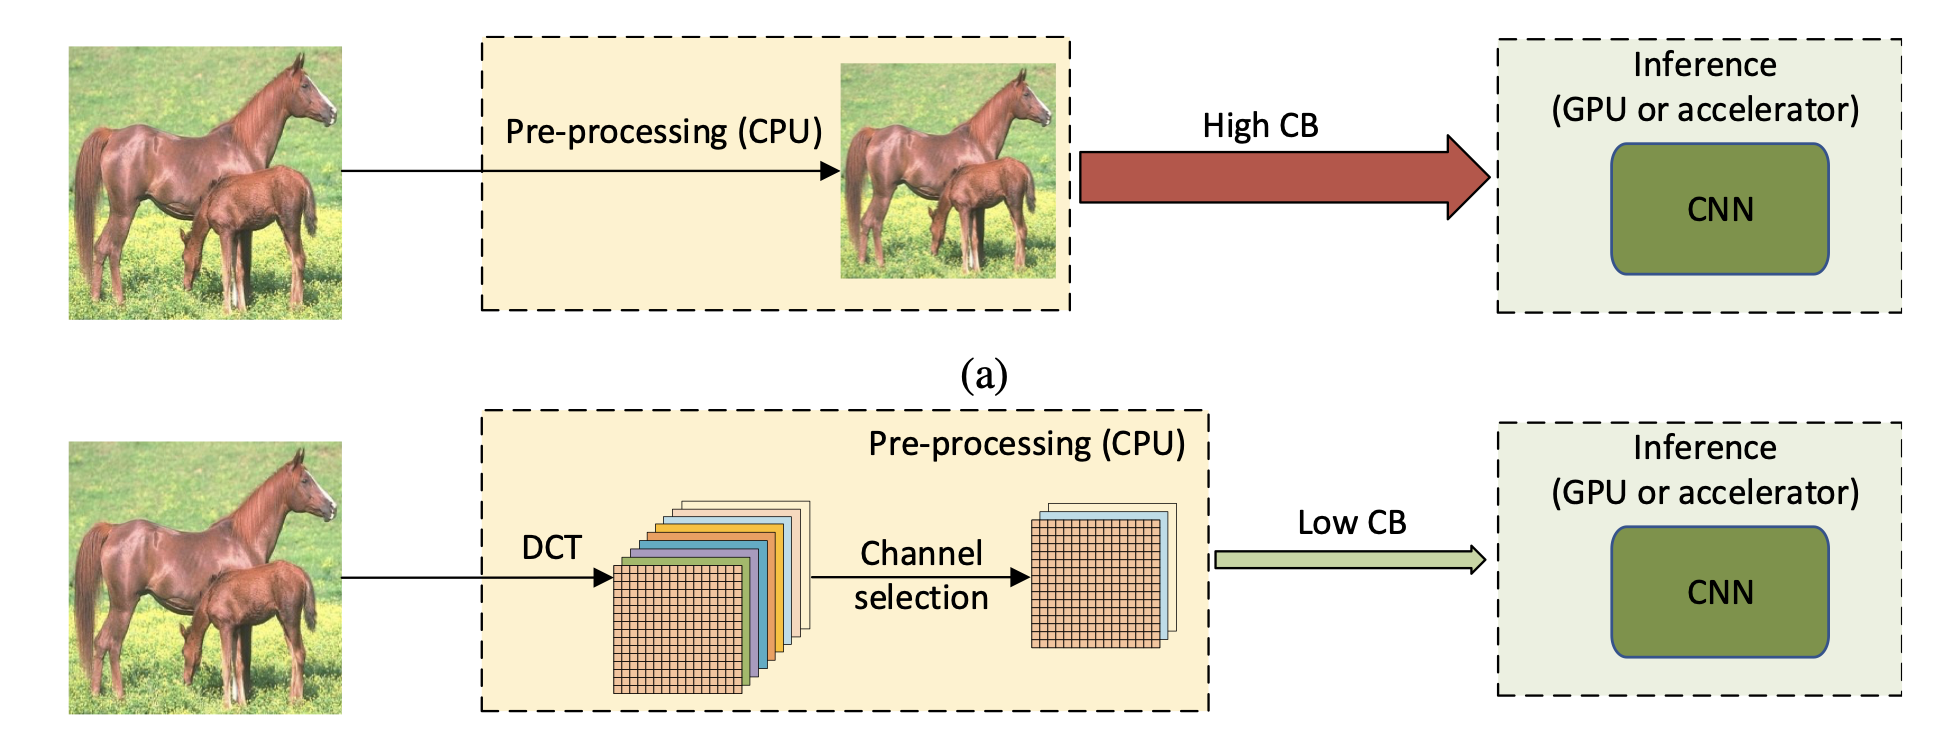 Pre-processing (CPU)
High CB
Inference
(GPU or accelerator)
CNN
(a)
Pre-processing (CPU)
DCT
Channel
selection
Low CB
Inference
(GPU or accelerator)
CNN